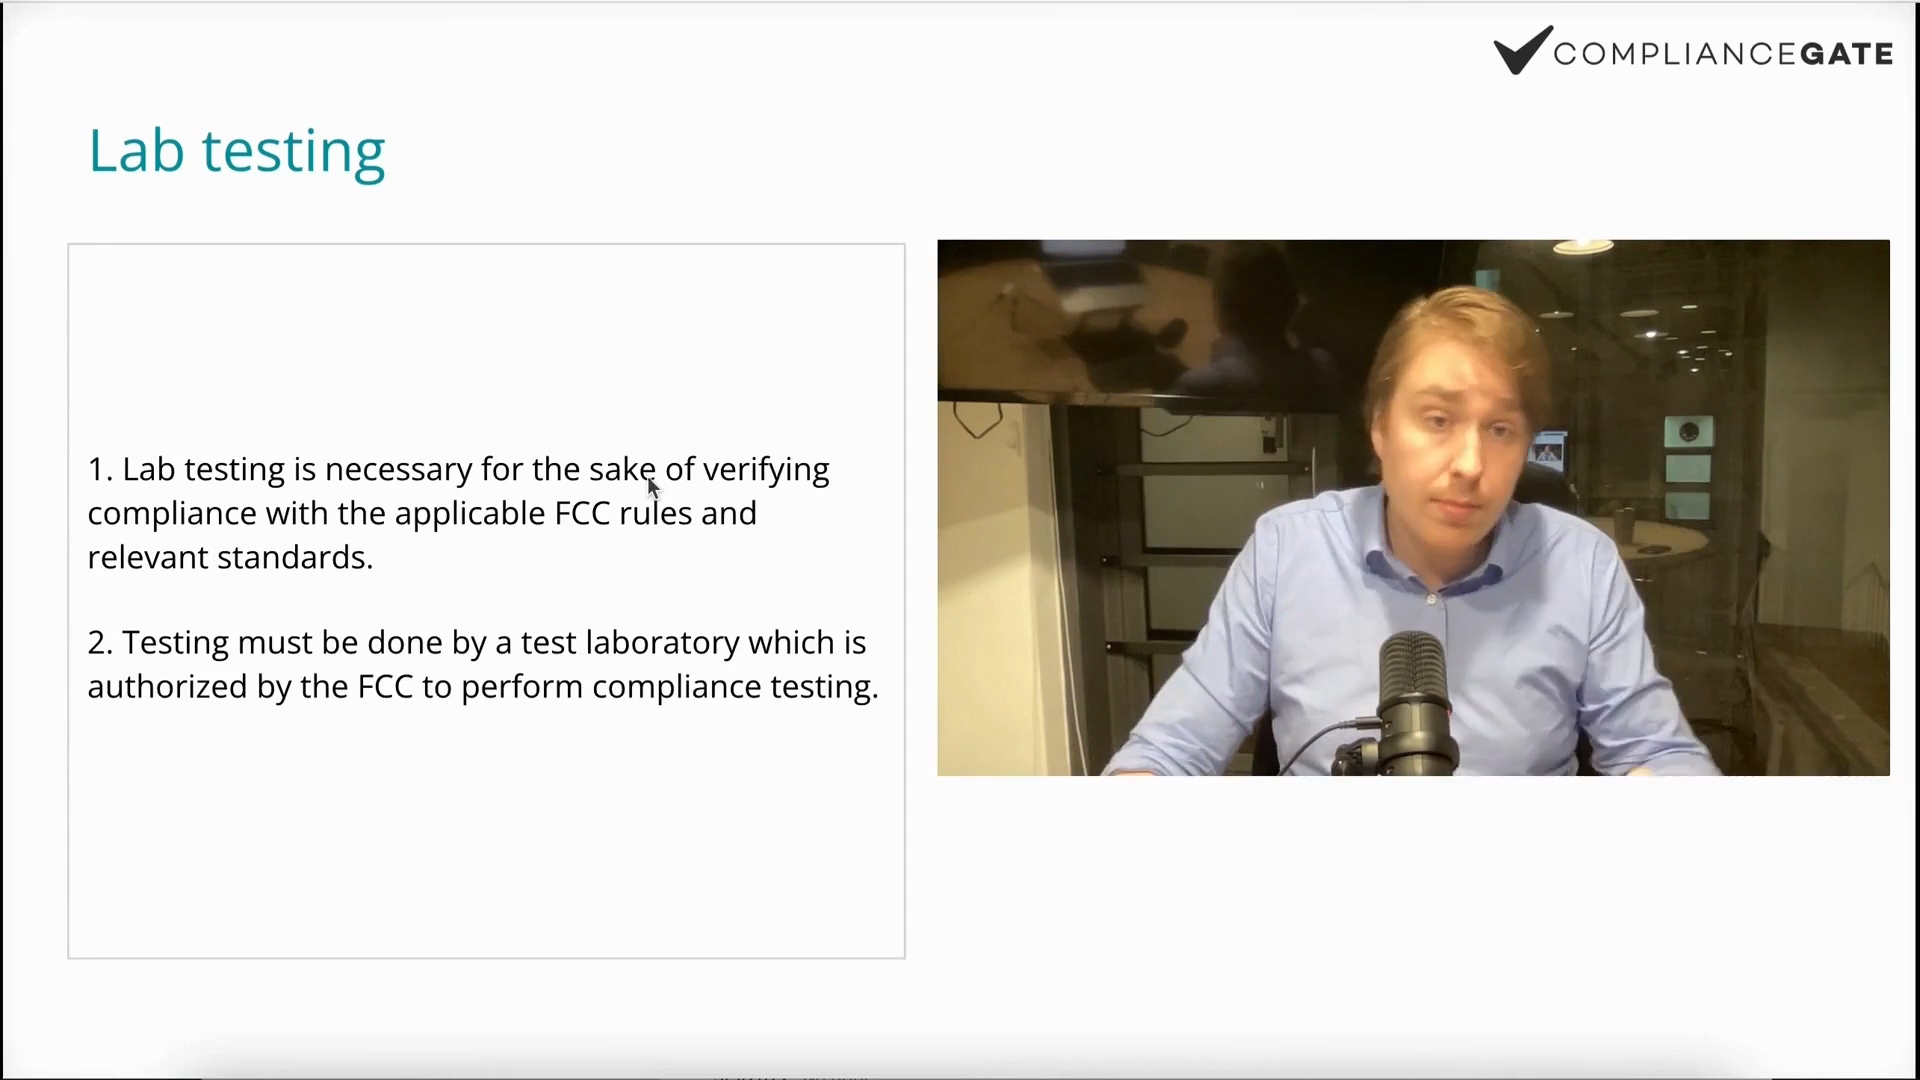 COMPLIANCEGATE
Lab testing
1. Lab testing is necessary for the sake of verifying
compliance with the applicable FCC rules and
relevant standards.
2. Testing must be done by a test laboratory which is
authorized by the FCC to perform compliance testing.